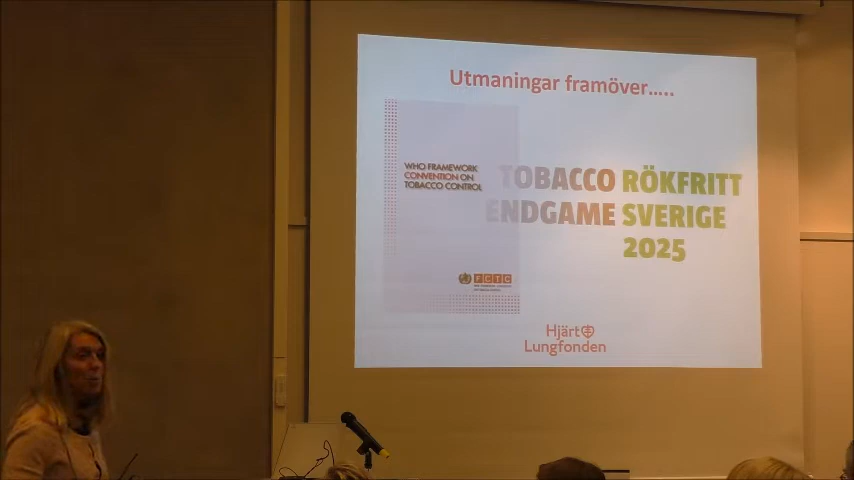 Utmaningar framöver.....
WHO FRAMEWORK
CONVENTION ON
TOBACCO CONTROL
TOBACCO RÖKFRITT
ENDGAME SVERIGE
2025
FCTC
Hjärt
Lungfonden